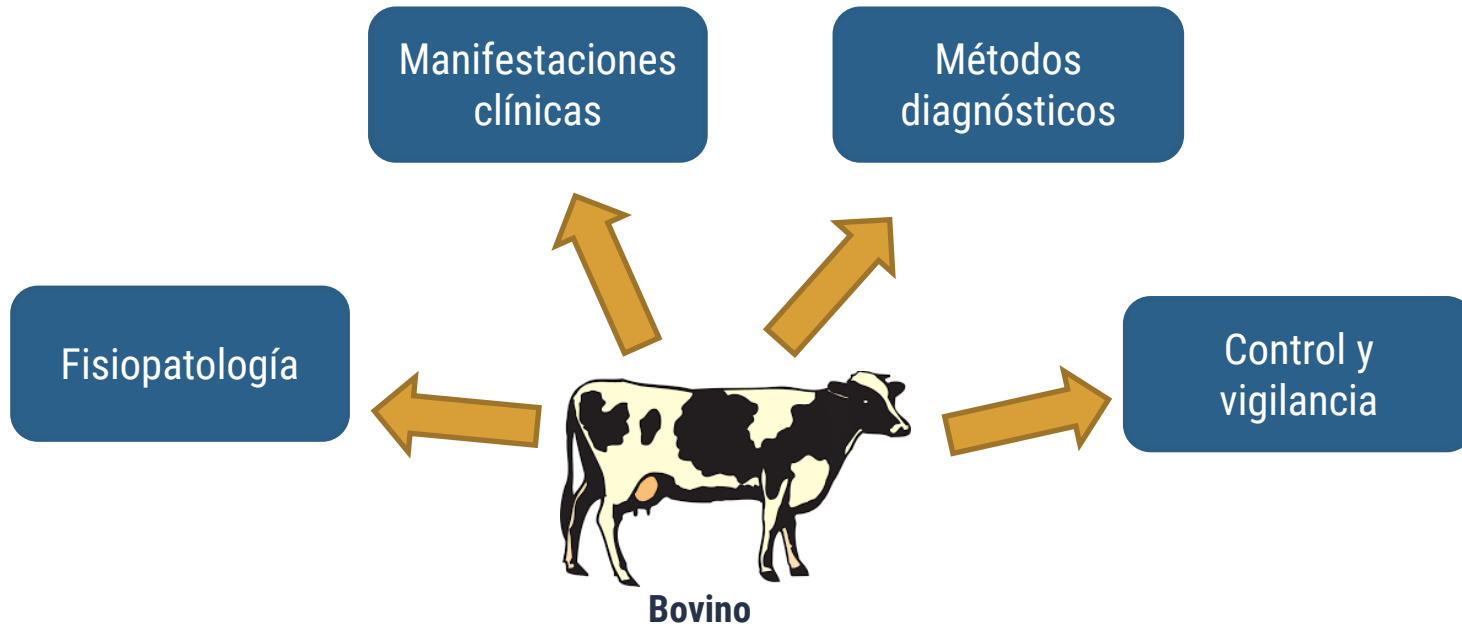 Manifestaciones
clínicas
Métodos
diagnósticos
Fisiopatología
Control y
vigilancia
Bovino